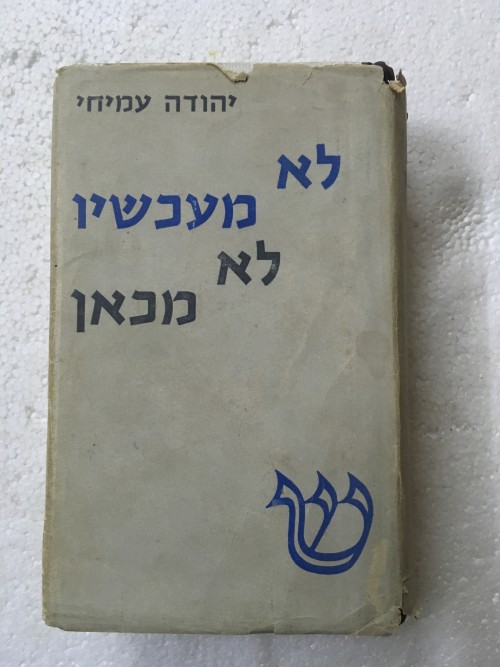 יהודה עמיחי
לא
מעכשיו
לא
מכאן
ש